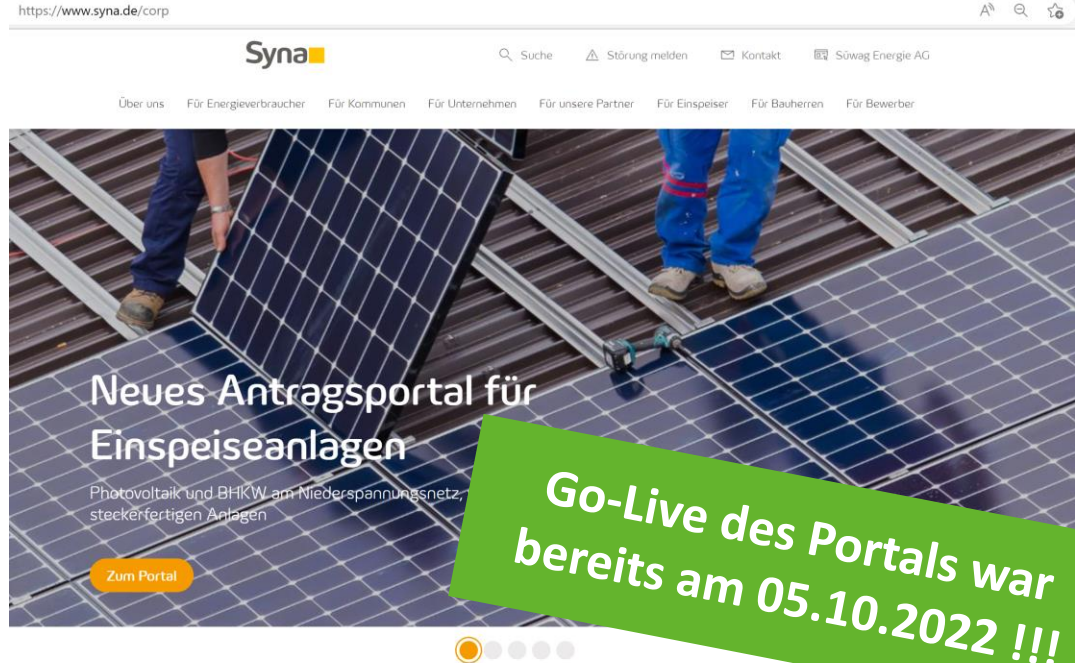 https://www.syna.de/corp
Syna
Suche
Störung melden
Kontakt
Süwag Energie AG
Über uns
Für Energieverbraucher
Für Kommunen
Für Unternehmen
Für unsere Partner
Für Einspeiser
Für Bauherren
Für Bewerber
Neues Antragsportal für
Einspeiseanlagen
Photovoltaik und BHKW am Niederspannungsnetz,
steckerfertigen Anlagen
Zum Portal
Go-Live des Portals war
bereits am 05.10.2022 !!!